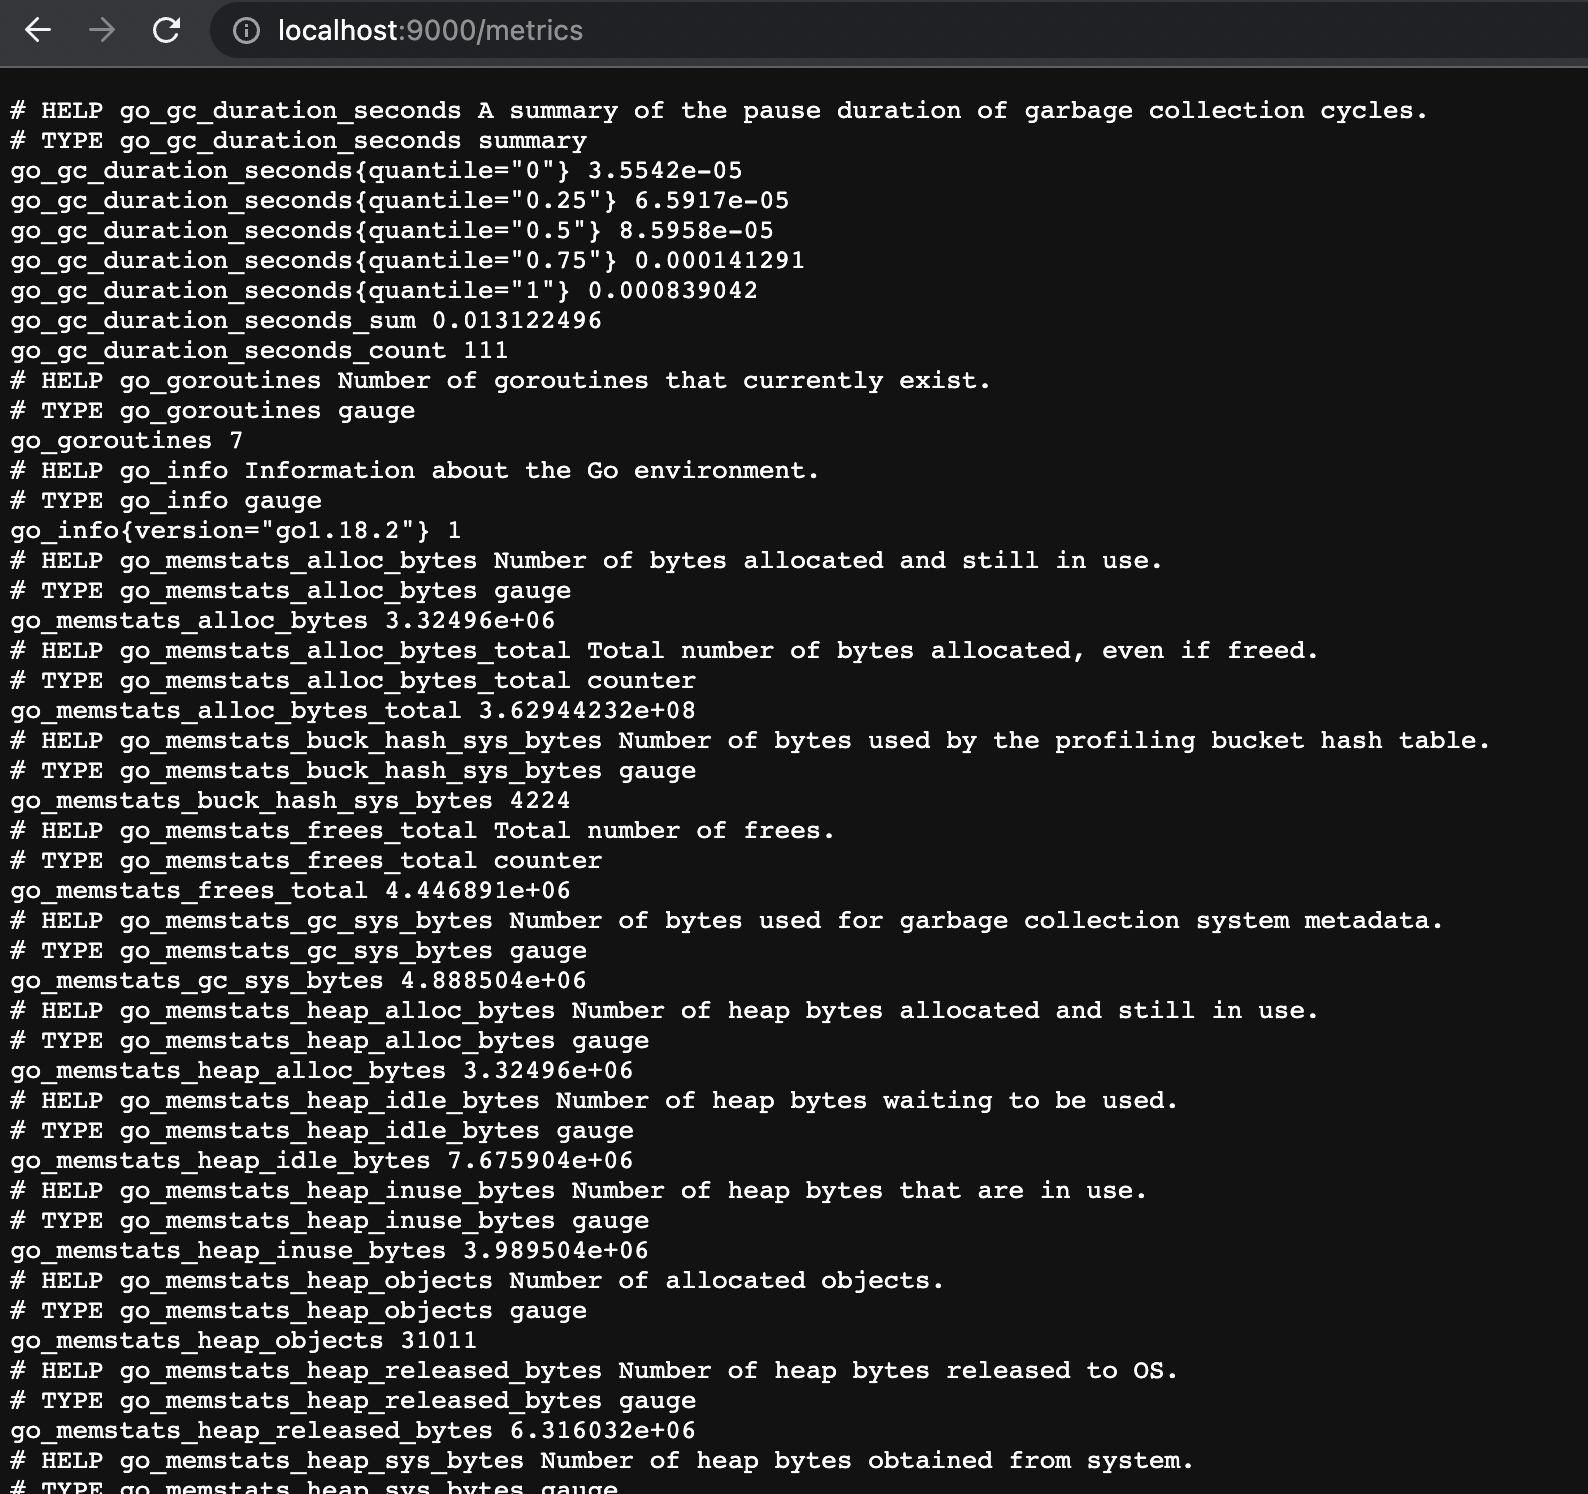 localhost:9000/metrics
# HELP go_gc_duration_seconds A summary of the pause duration of garbage collection cycles.
# TYPE go_gc_duration_seconds summary
go_gc_duration_seconds{quantile="0"} 3.5542e-05
go_gc_duration_seconds{quantile="0.25"} 6.5917e-05
go_gc_duration_seconds{quantile="0.5"} 8.5958e-05
go_gc_duration_seconds{quantile="0.75"} 0.000141291
go_gc_duration_seconds{quantile="1"} 0.000839042
go_gc_duration_seconds_sum 0.013122496
go_gc_duration_seconds_count 111
# HELP go_goroutines Number of goroutines that currently exist.
# TYPE go_goroutines gauge
go_goroutines 7
# HELP go_info Information about the Go environment.
# TYPE go_info gauge
go_info{version="go1.18.2"} 1
# HELP go_memstats_alloc_bytes Number of bytes allocated and still in use.
# TYPE go_memstats_alloc_bytes gauge
go_memstats_alloc_bytes 3.32496e+06
# HELP go_memstats_alloc_bytes_total Total number of bytes allocated, even if freed.
# TYPE go_memstats_alloc_bytes_total counter
go_memstats_alloc_bytes_total 3.62944232e+08
# HELP go_memstats_buck_hash_sys_bytes Number of bytes used by the profiling bucket hash table.
# TYPE go_memstats_buck_hash_sys_bytes gauge
go_memstats_buck_hash_sys_bytes 4224
# HELP go_memstats_frees_total Total number of frees.
# TYPE go_memstats_frees_total counter
go_memstats_frees_total 4.446891e+06
# HELP go_memstats_gc_sys_bytes Number of bytes used for garbage collection system metadata.
# TYPE go_memstats_gc_sys_bytes gauge
go_memstats_gc_sys_bytes 4.888504e+06
# HELP go_memstats_heap_alloc_bytes Number of heap bytes allocated and still in use.
# TYPE go_memstats_heap_alloc_bytes gauge
go_memstats_heap_alloc_bytes 3.32496e+06
# HELP go_memstats_heap_idle_bytes Number of heap bytes waiting to be used.
# TYPE go_memstats_heap_idle_bytes gauge
go_memstats_heap_idle_bytes 7.675904e+06
# HELP go_memstats_heap_inuse_bytes Number of heap bytes that are in use.
# TYPE go_memstats_heap_inuse_bytes gauge
go_memstats_heap_inuse_bytes 3.989504e+06
# HELP go_memstats_heap_objects Number of allocated objects.
# TYPE go_memstats_heap_objects gauge
go_memstats_heap_objects 31011
# HELP go_memstats_heap_released_bytes Number of heap bytes released to OS.
# TYPE go_memstats_heap_released_bytes gauge
go_memstats_heap_released_bytes 6.316032e+06
# HELP go_memstats_heap_sys_bytes Number of heap bytes obtained from system.
# TYPE go_memstats_heap_sys_bytes gauge